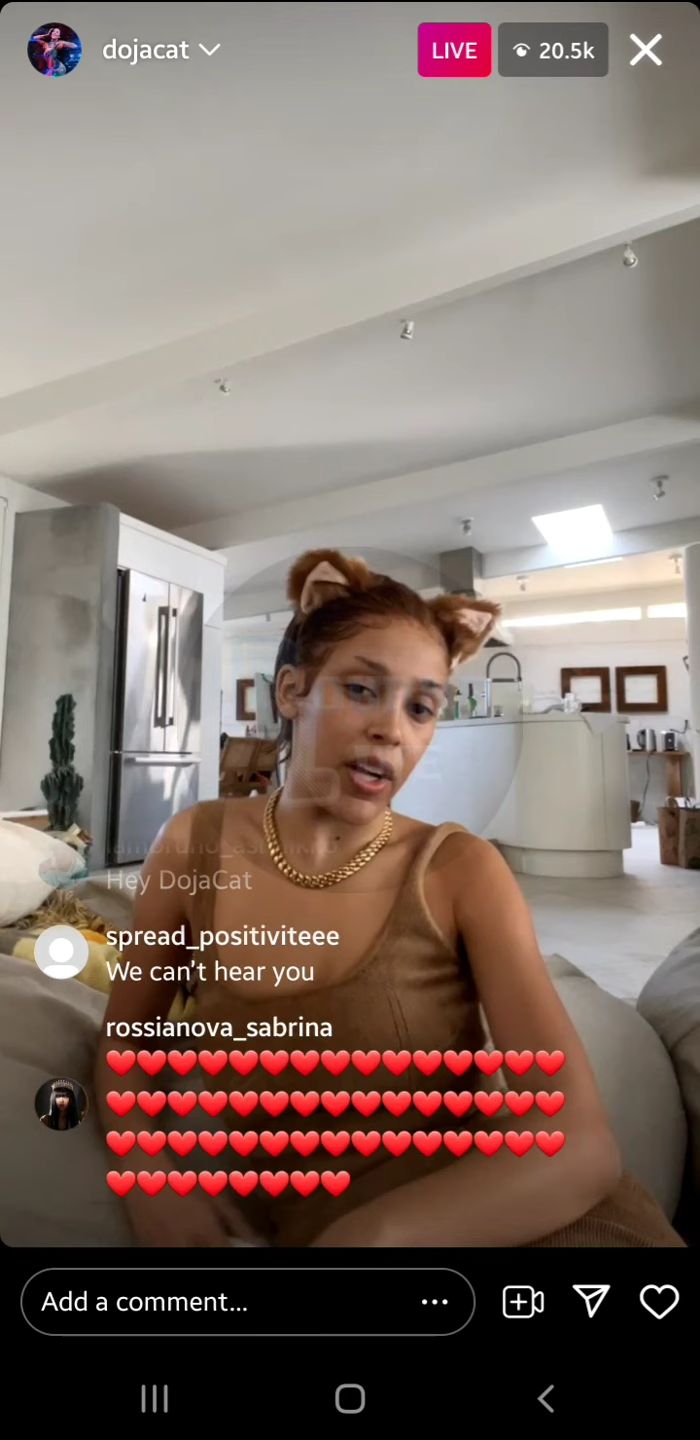 dojacat
LIVE
20.5k
Hey DojaCat
spread_positiviteee
We can't hear you
rossianova_sabrina
❤️❤️❤️❤️❤️❤️❤️❤️❤️❤️❤️❤️❤️❤️❤️
❤️❤️❤️❤️❤️❤️❤️❤️❤️❤️❤️❤️❤️❤️❤️
❤️❤️❤️❤️❤️❤️❤️❤️❤️❤️❤️❤️❤️❤️❤️
❤️❤️❤️❤️❤️❤️❤️❤️
Add a comment...